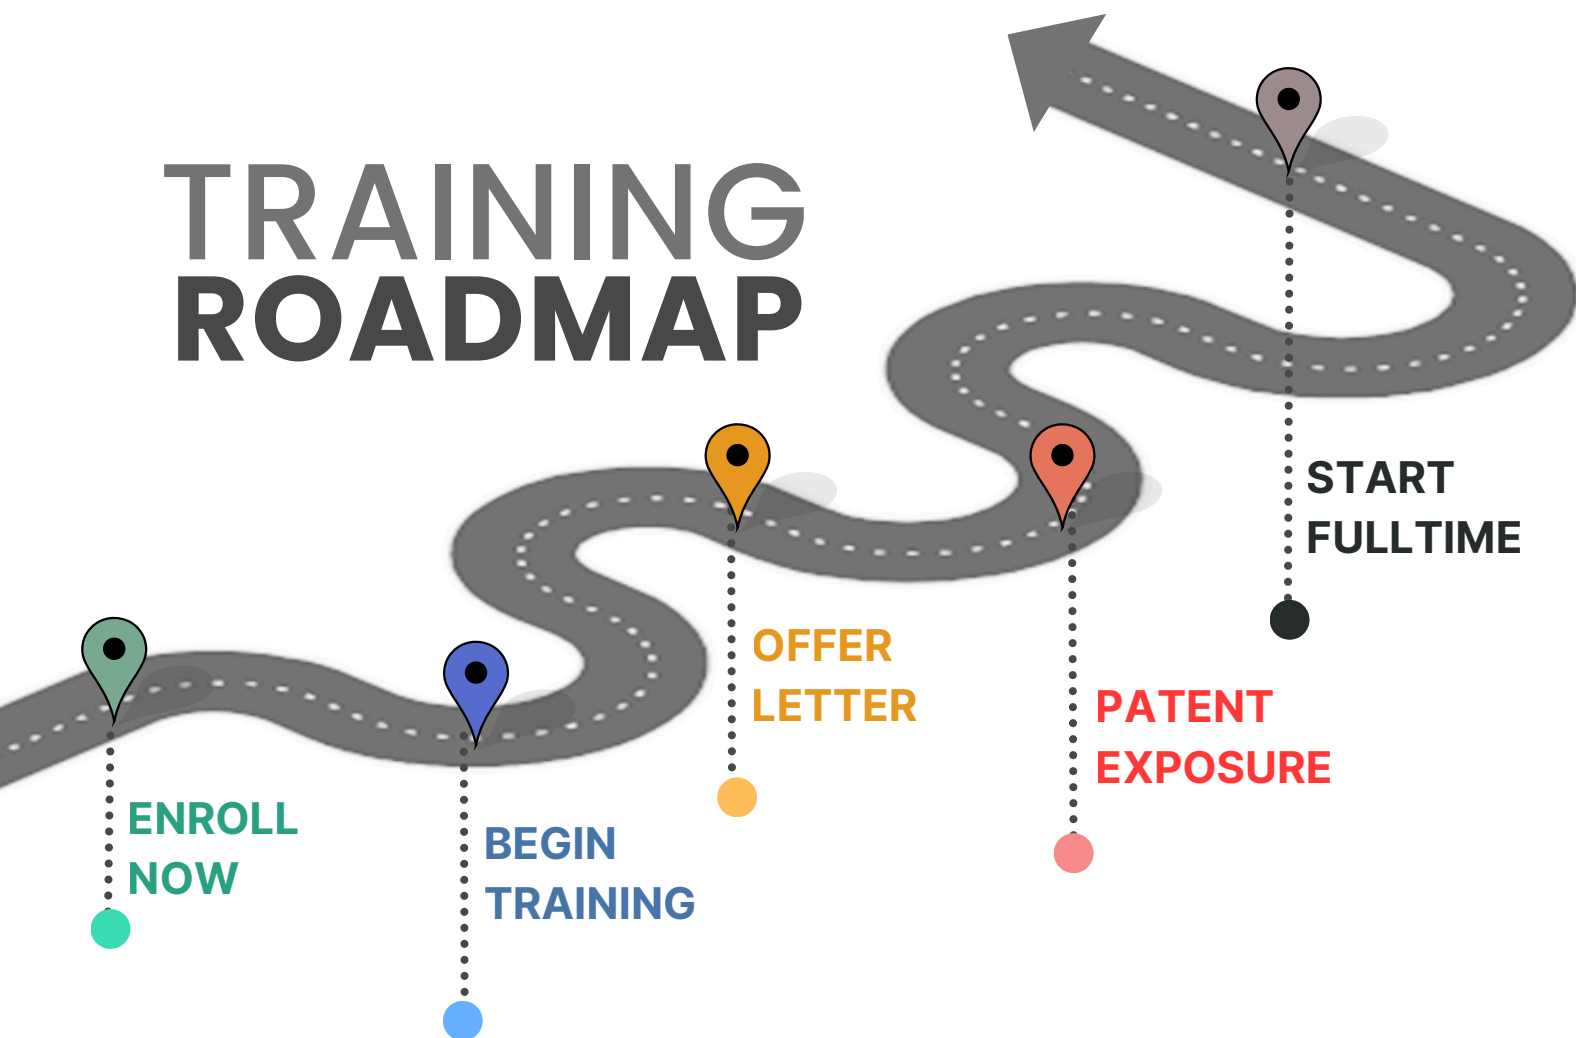 TRAINING
ROADMAP
START
FULLTIME
OFFER
LETTER
PATENT
EXPOSURE
ENROLL
NOW
BEGIN
TRAINING